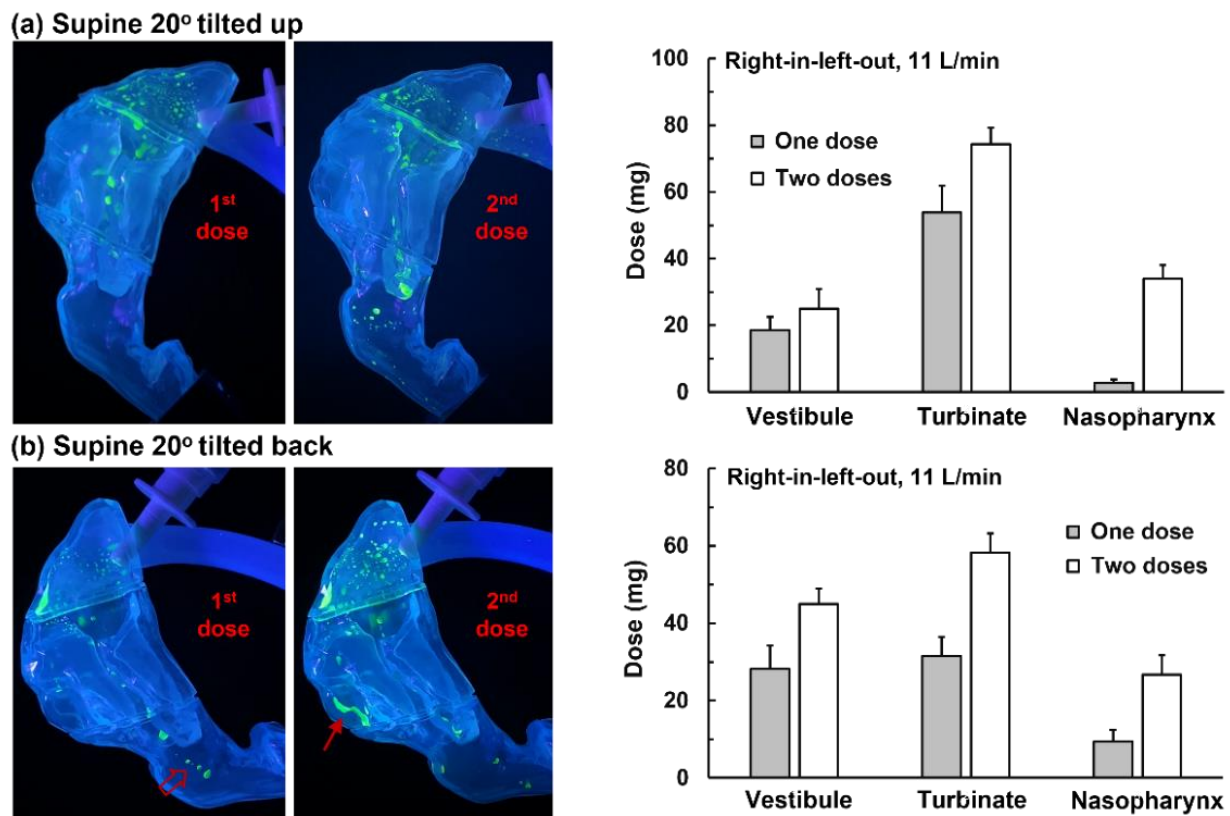 (a) Supine 20º tilted up
1st
dose
2nd
dose
Right-in-left-out, 11 L/min
One dose
Two doses
Dose (mg)
100
80
60
40
20
0
Vestibule
Turbinate
Nasopharynx
(b) Supine 20º tilted back
1st
dose
2nd
dose
Right-in-left-out, 11 L/min
One dose
Two doses
Dose (mg)
80
60
40
20
0
Vestibule
Turbinate
Nasopharynx